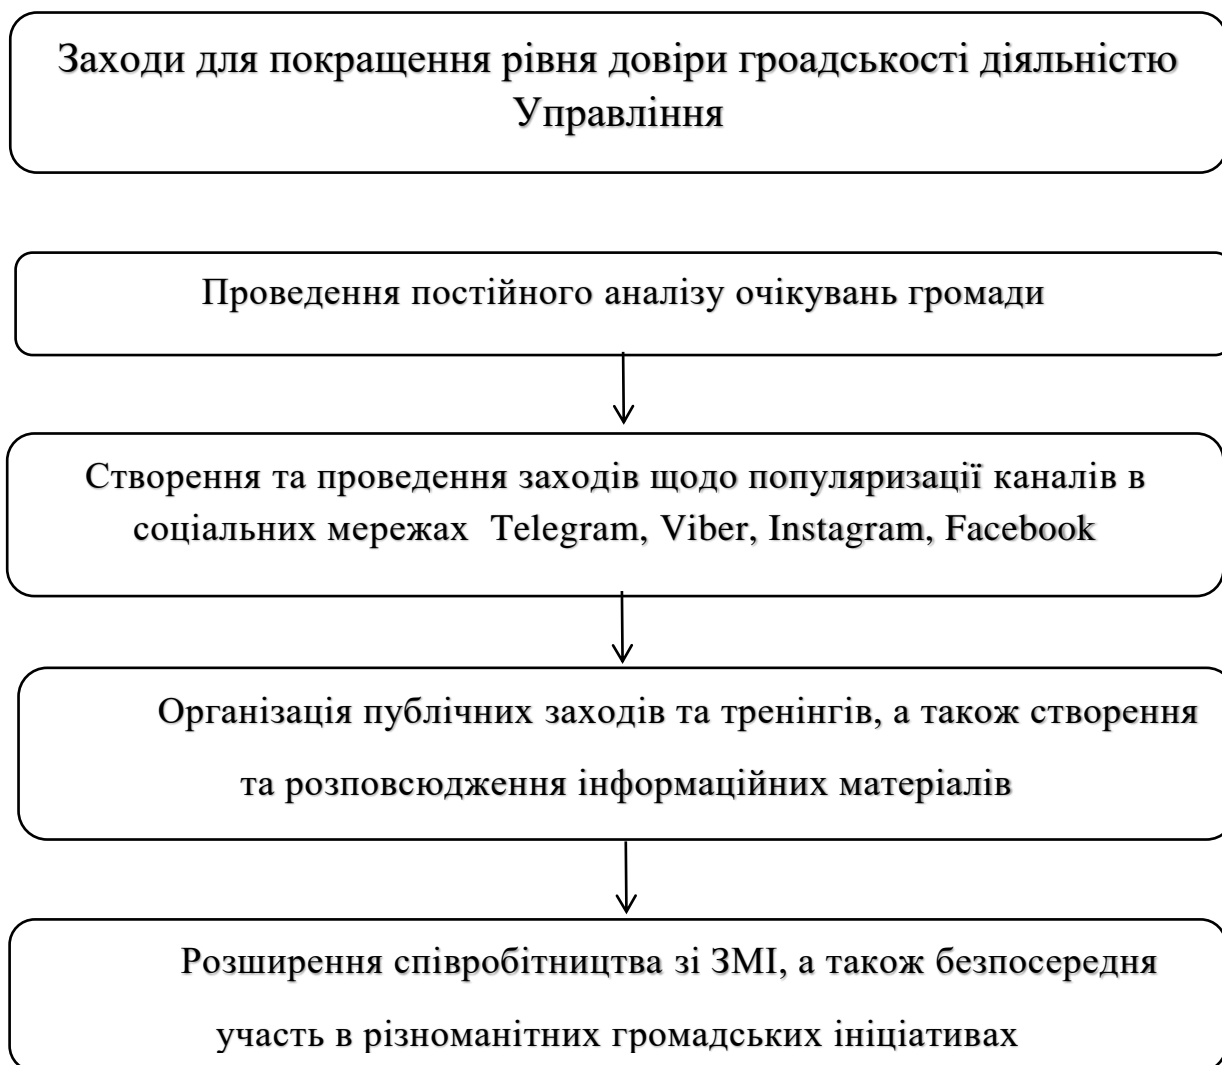 Заходи для покращення рівня довіри гроадськості діяльністю
Управління
Проведення постійного аналізу очікувань громади
Створення та проведення заходів щодо популяризації каналів в
соціальних мережах Telegram, Viber, Instagram, Facebook
Організація публічних заходів та тренінгів, а також створення
та розповсюдження інформаційних матеріалів
Розширення співробітництва зі ЗМІ, а також безпосередня
участь в різноманітних громадських ініціативах